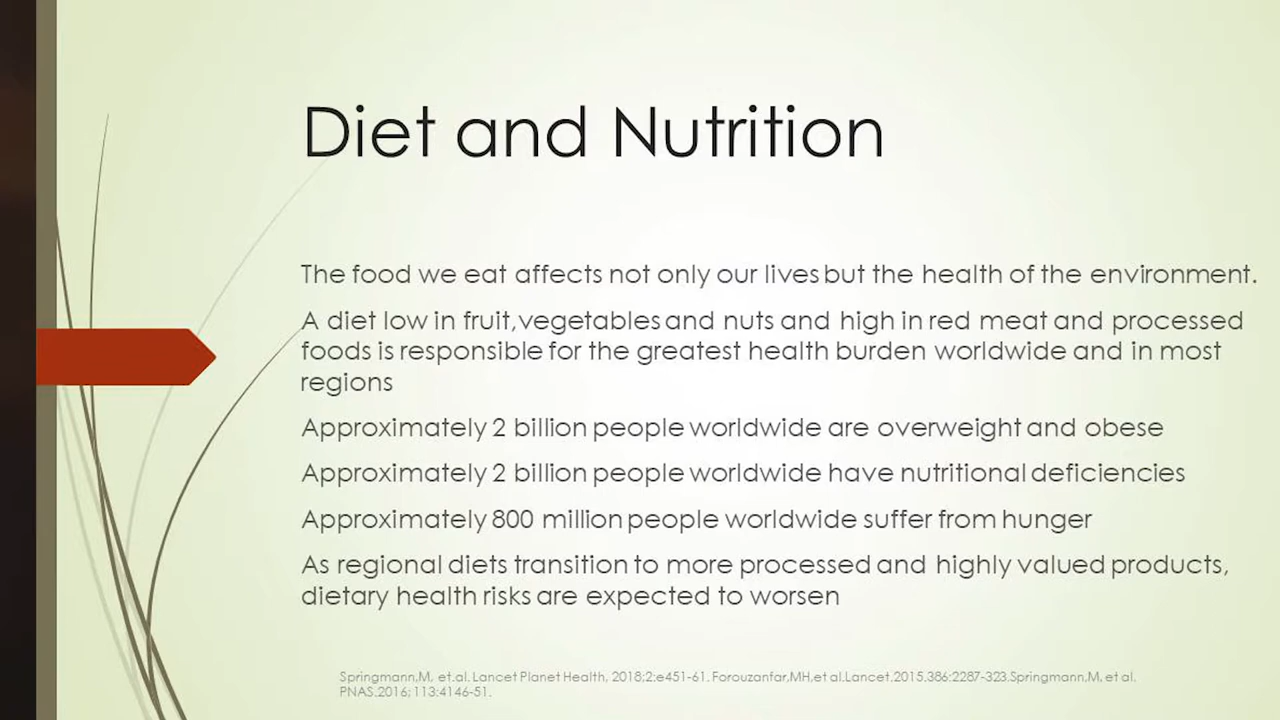 Diet and Nutrition
The food we eat affects not only our lives but the health of the environment.
A diet low in fruit,vegetables and nuts and high in red meat and processed
foods is responsible for the greatest health burden worldwide and in most
regions
Approximately 2 billion people worldwide are overweight and obese
Approximately 2 billion people worldwide have nutritional deficiencies
Approximately 800 million people worldwide suffer from hunger
As regional diets transition to more processed and highly valued products,
dietary health risks are expected to worsen
Springmann,M, et.al. Lancet Planet Health, 2018;2:e451-61. Forouzanfar,MH,et al.Lancet.2015.386:2287-323.Springmann,M, et al.
PNAS.2016; 113:4146-51.